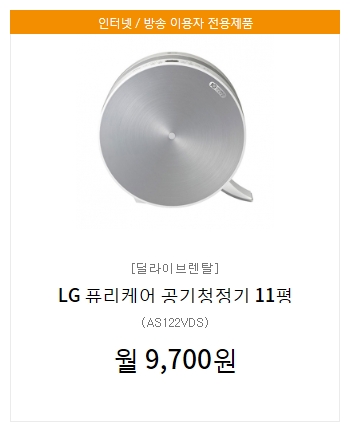 인터넷 / 방송 이용자 전용제품
[딜라이브렌탈]
LG 퓨리케어 공기청정기 11평
(AS122VDS)
월 9,700원